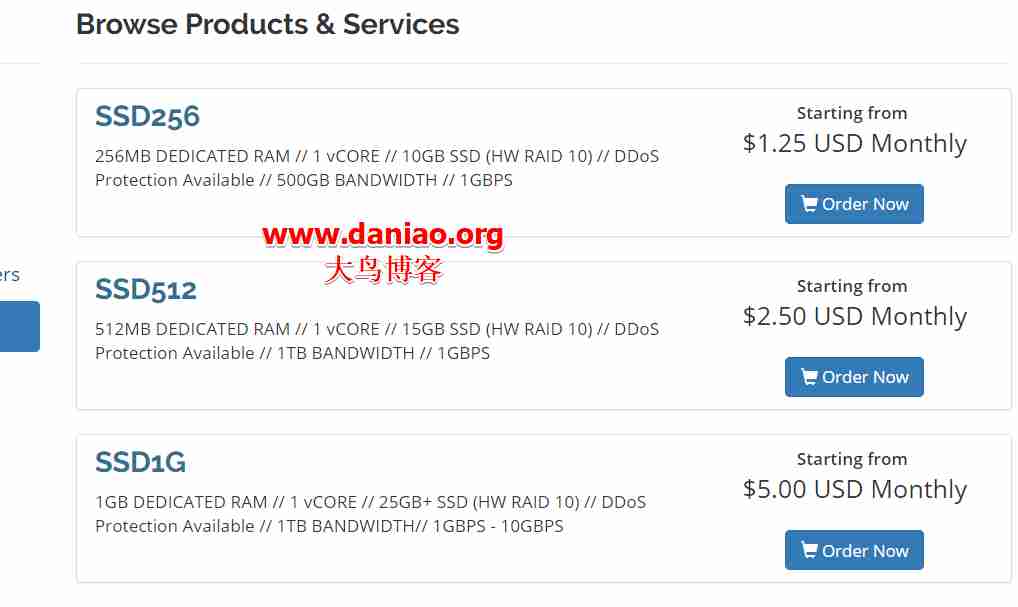 Browse Products & Services
SSD256
256MB DEDICATED RAM // 1 vCORE // 10GB SSD (HW RAID 10) // DDoS
Protection Available // 500GB BANDWIDTH // 1GBPS
Starting from
$1.25 USD Monthly
Order Now
www.daniao.org
大鸟博客
ers
SSD512
512MB DEDICATED RAM // 1 vCORE // 15GB SSD (HW RAID 10) // DDoS
Protection Available // 1TB BANDWIDTH // 1GBPS
Starting from
$2.50 USD Monthly
Order Now
SSD1G
1GB DEDICATED RAM // 1 vCORE // 25GB+ SSD (HW RAID 10) // DDoS
Protection Available // 1TB BANDWIDTH// 1GBPS - 10GBPS
Starting from
$5.00 USD Monthly
Order Now